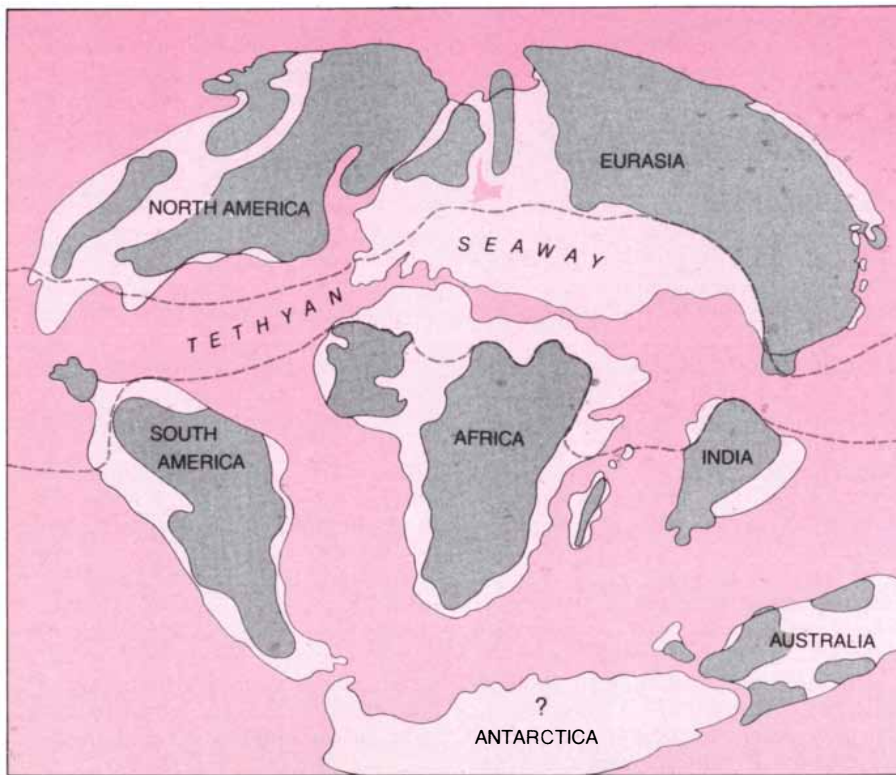 EURASIA
NORTH AMERICA
SEAWAY
TETHYAN
SOUTH
AMERICA
AFRICA
INDIA
AUSTRALIA
?
ANTARCTICA